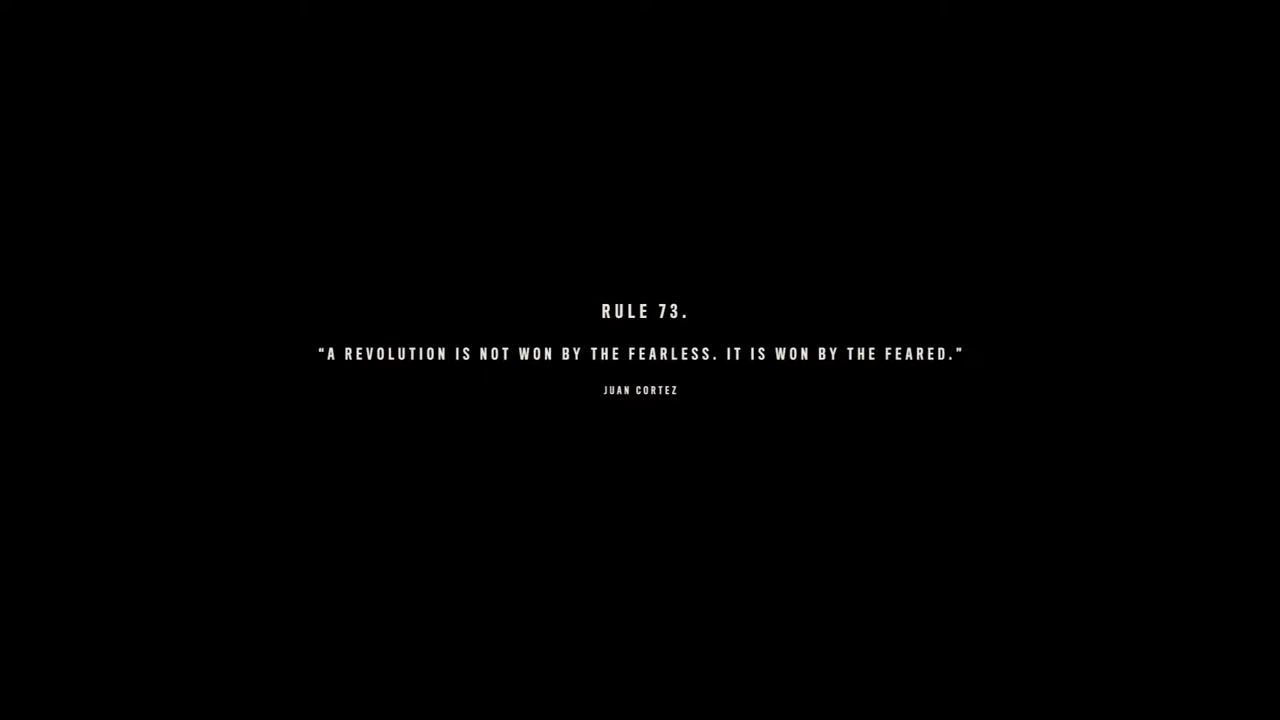 RULE 73.
“A REVOLUTION IS NOT WON BY THE FEARLESS. IT IS WON BY THE FEARED.”
JUAN CORTEZ